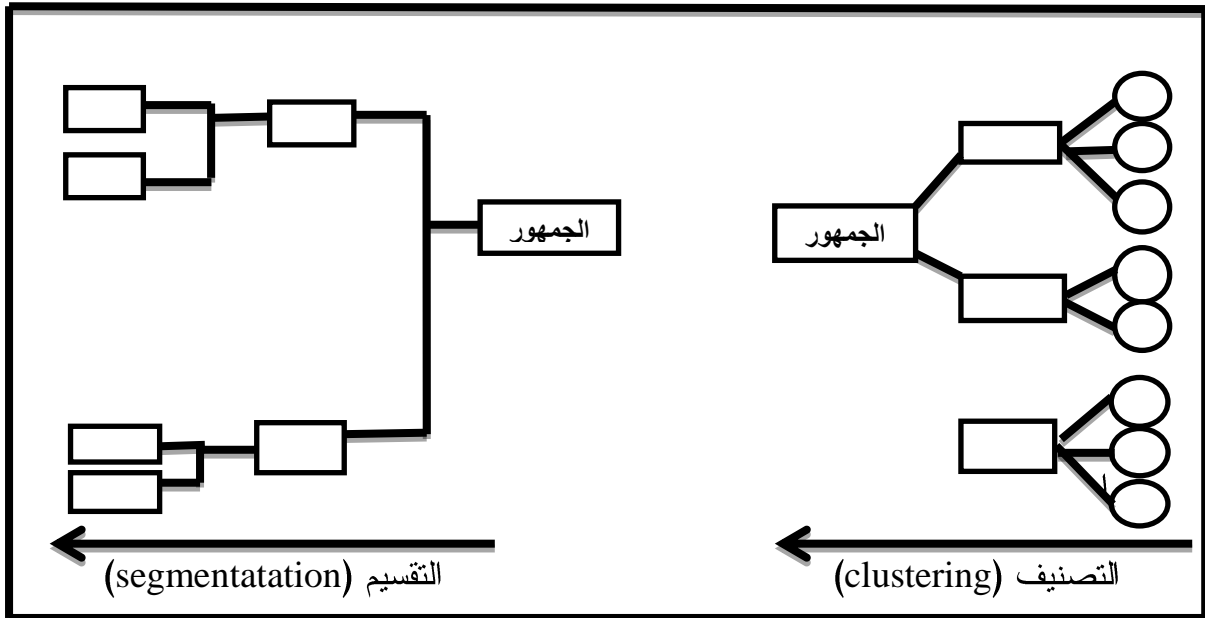 الجمهور
الجمهور
التصنيف (clustering)
التقسيم (segmentatation)